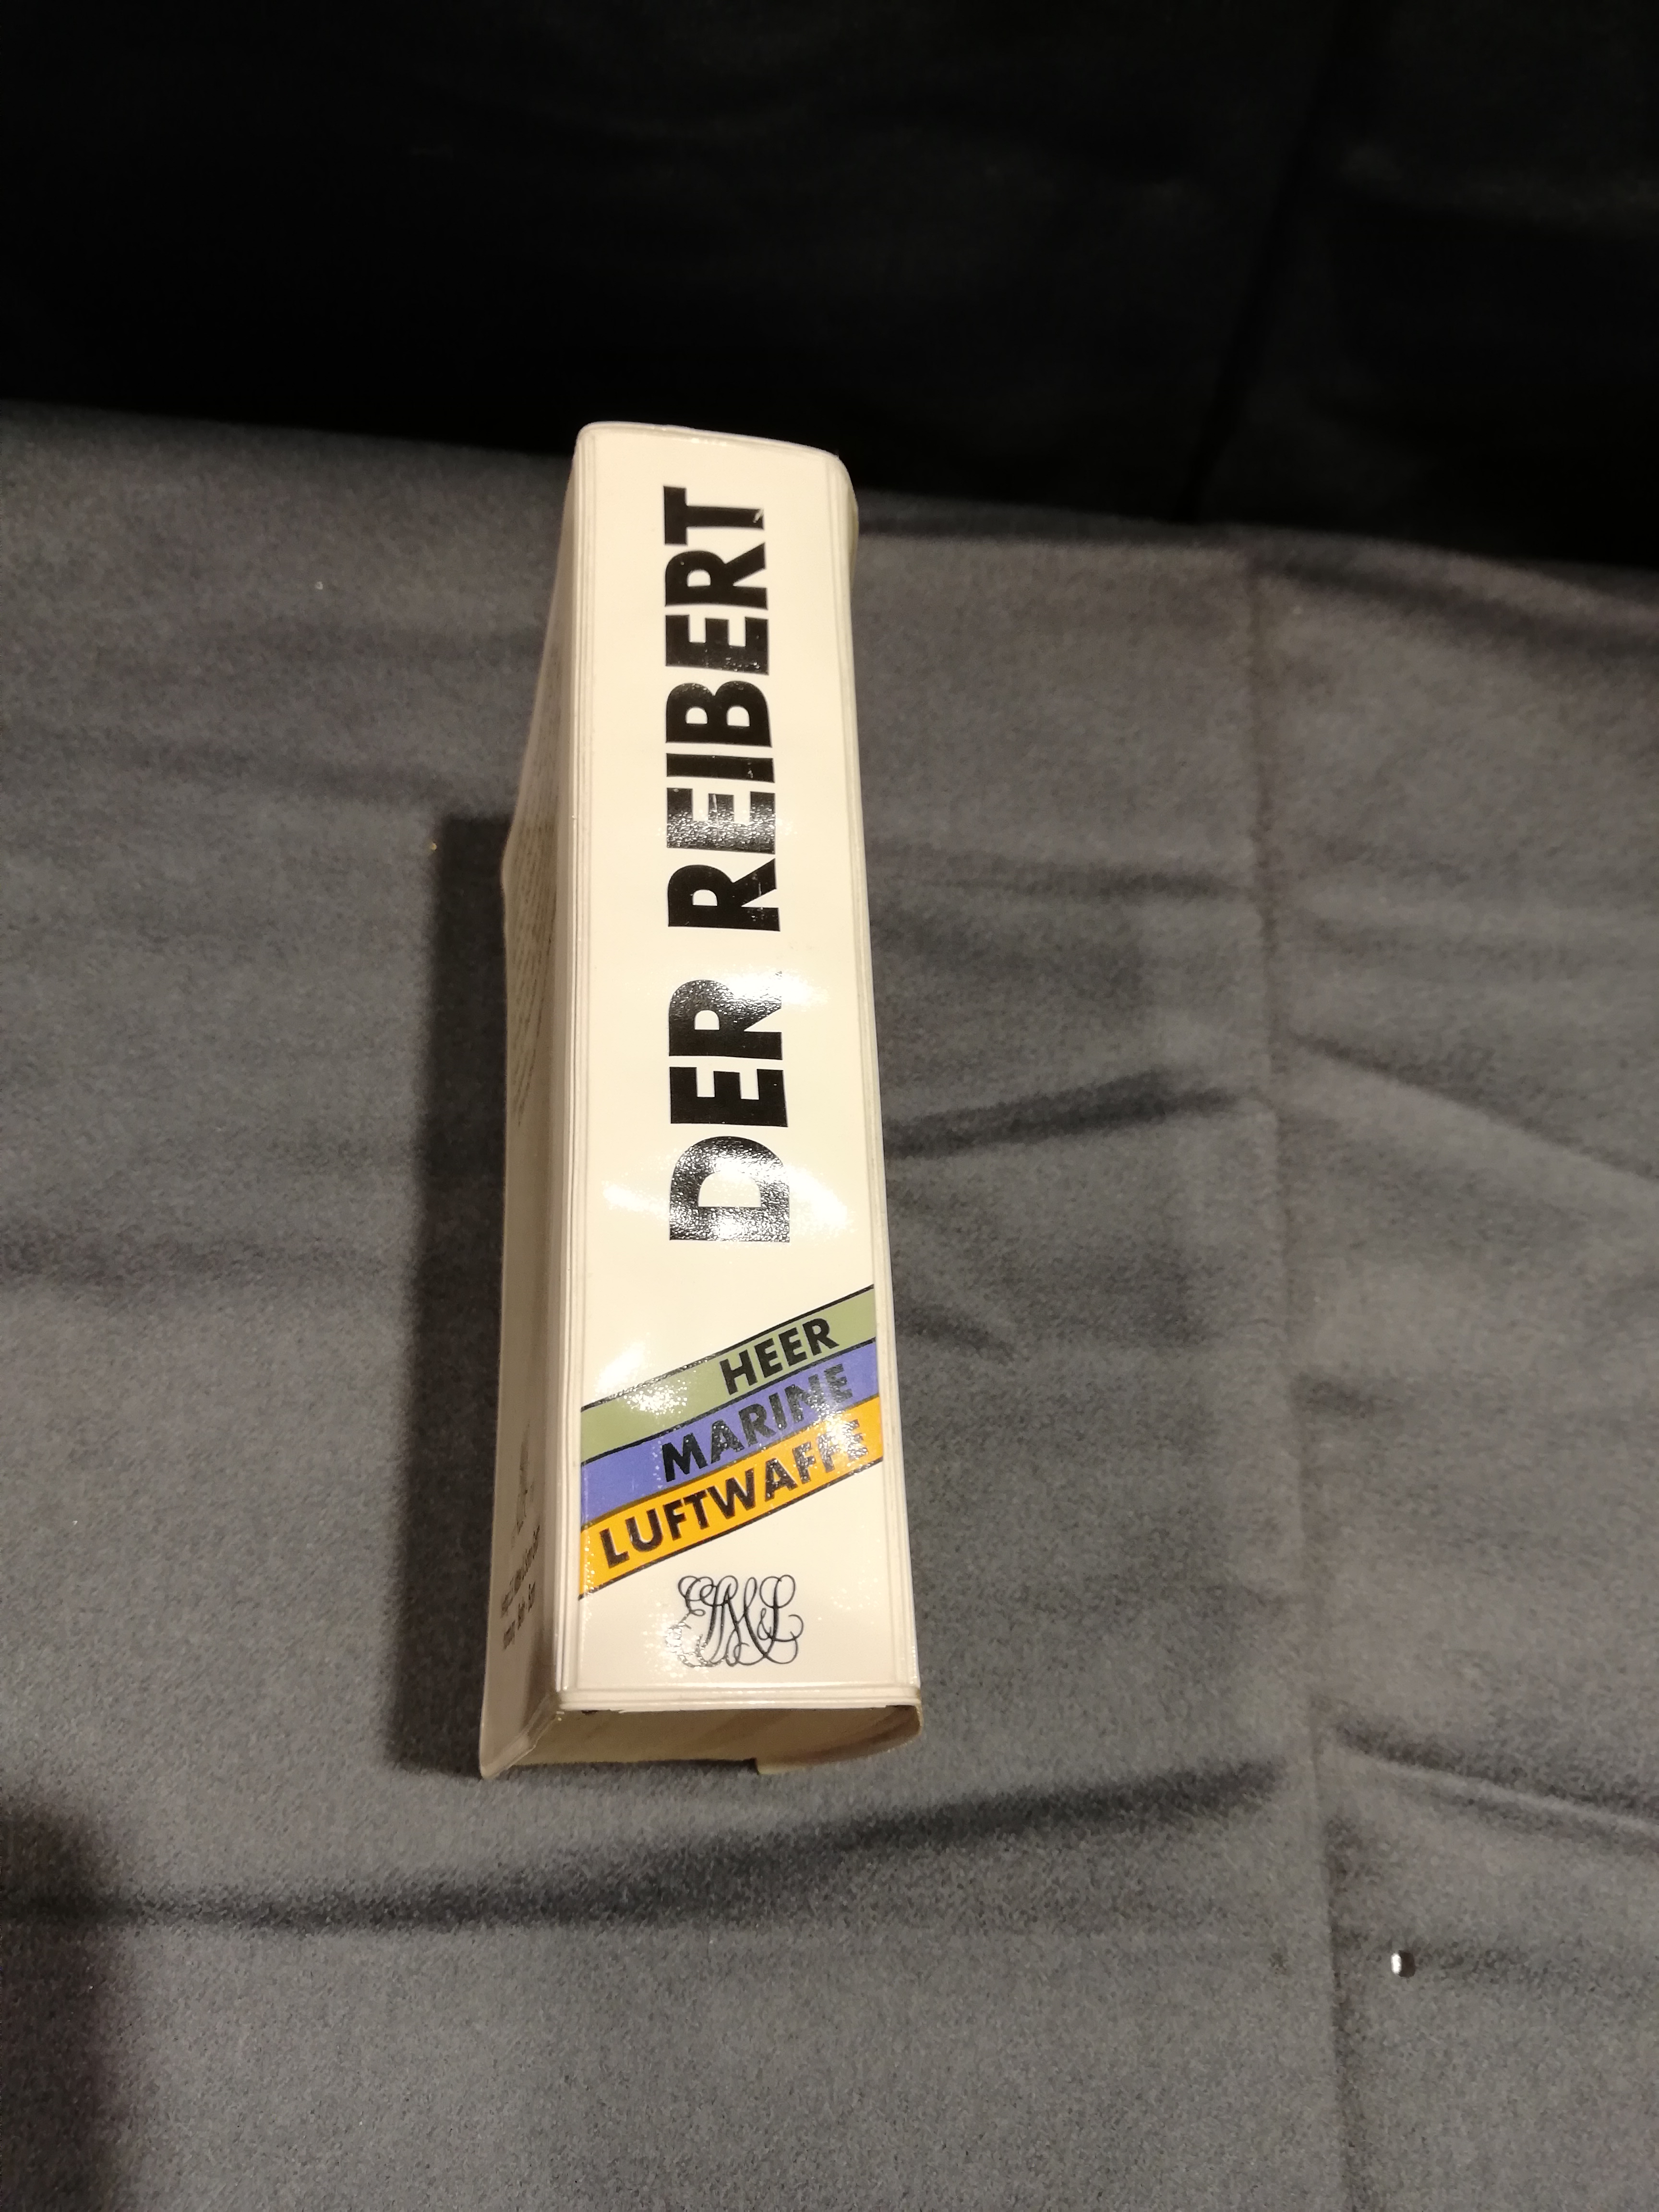 DER REIBERT
HEER
MARINE
LUFTWAFFE